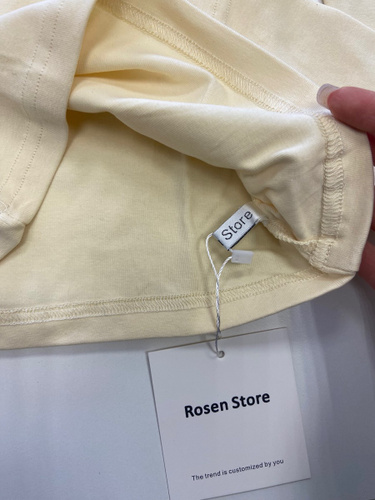 Store
Rosen Store
The trend is customized by you